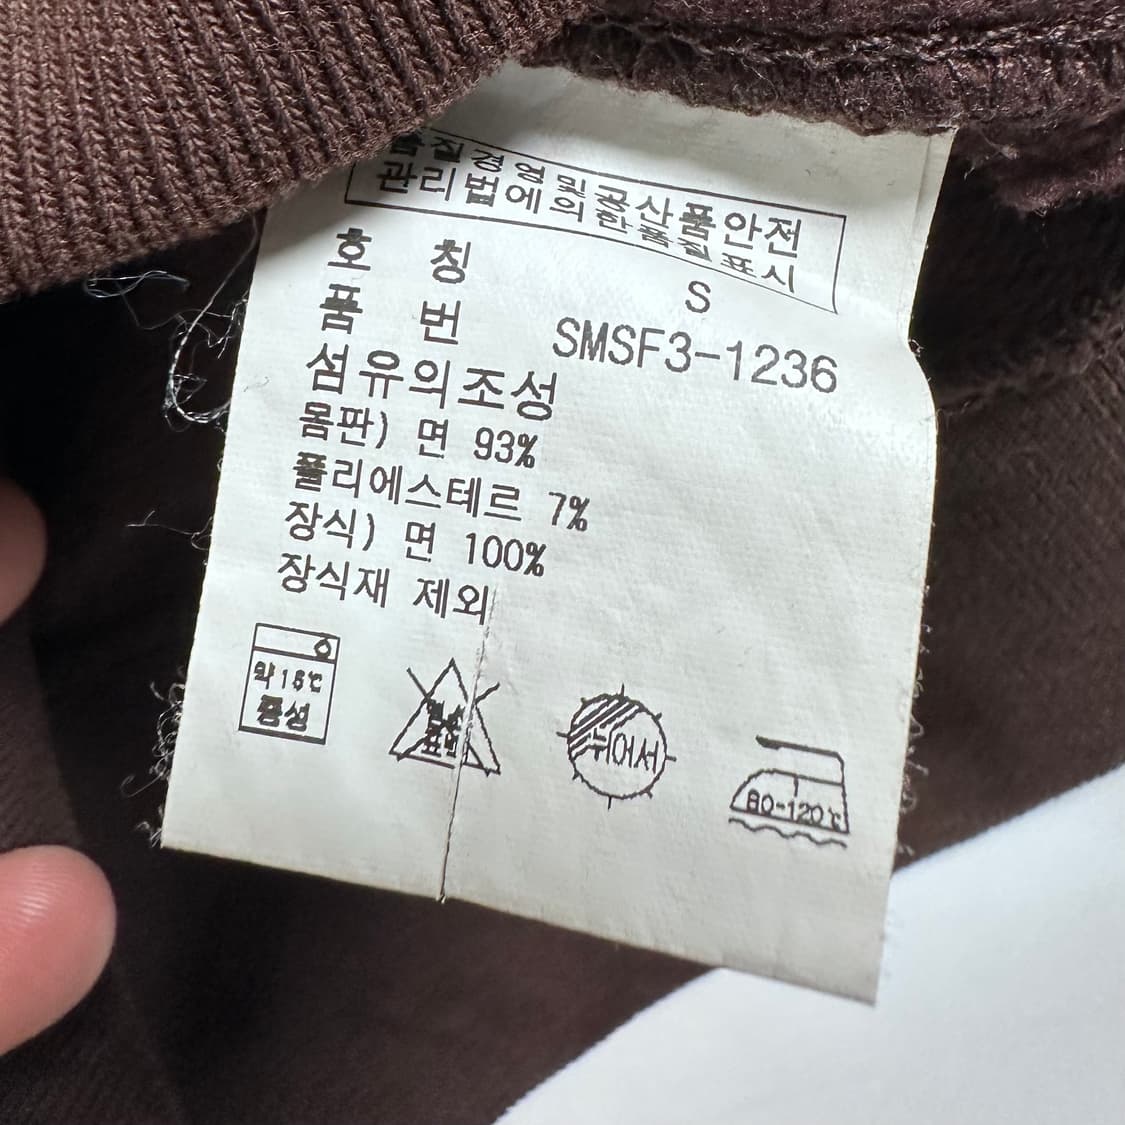 품질경영및공산품안전
관리법에의한품질표시
호 칭 S
품 번 SMSF3-1236
섬유의조성
몸판) 면 93%
폴리에스테르 7%
장식) 면 100%
장식재 제외
약 15℃
중성
뉘어서
80-120℃